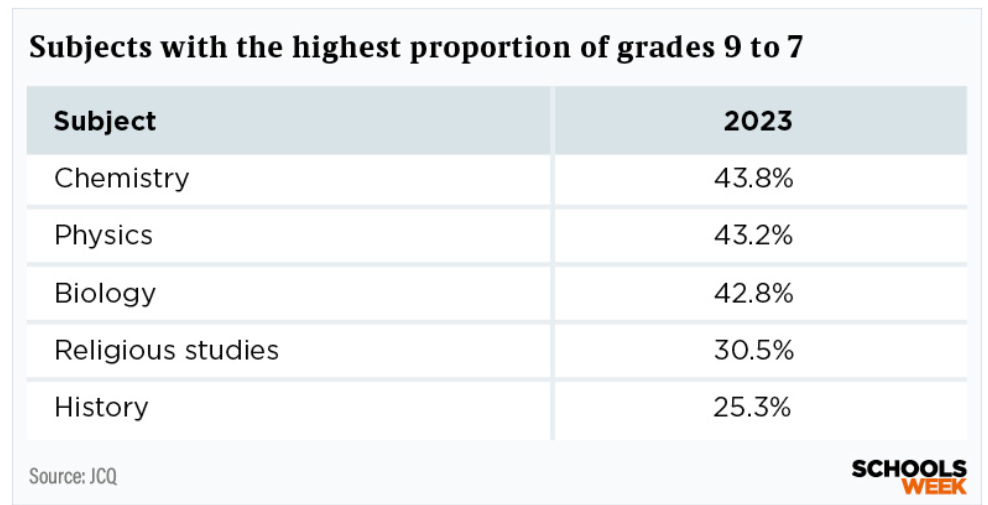 Subjects with the highest proportion of grades 9 to 7
Subject 2023
Chemistry 43.8%
Physics 43.2%
Biology 42.8%
Religious studies 30.5%
History 25.3%
Source: JCQ
SCHOOLS
WEEK